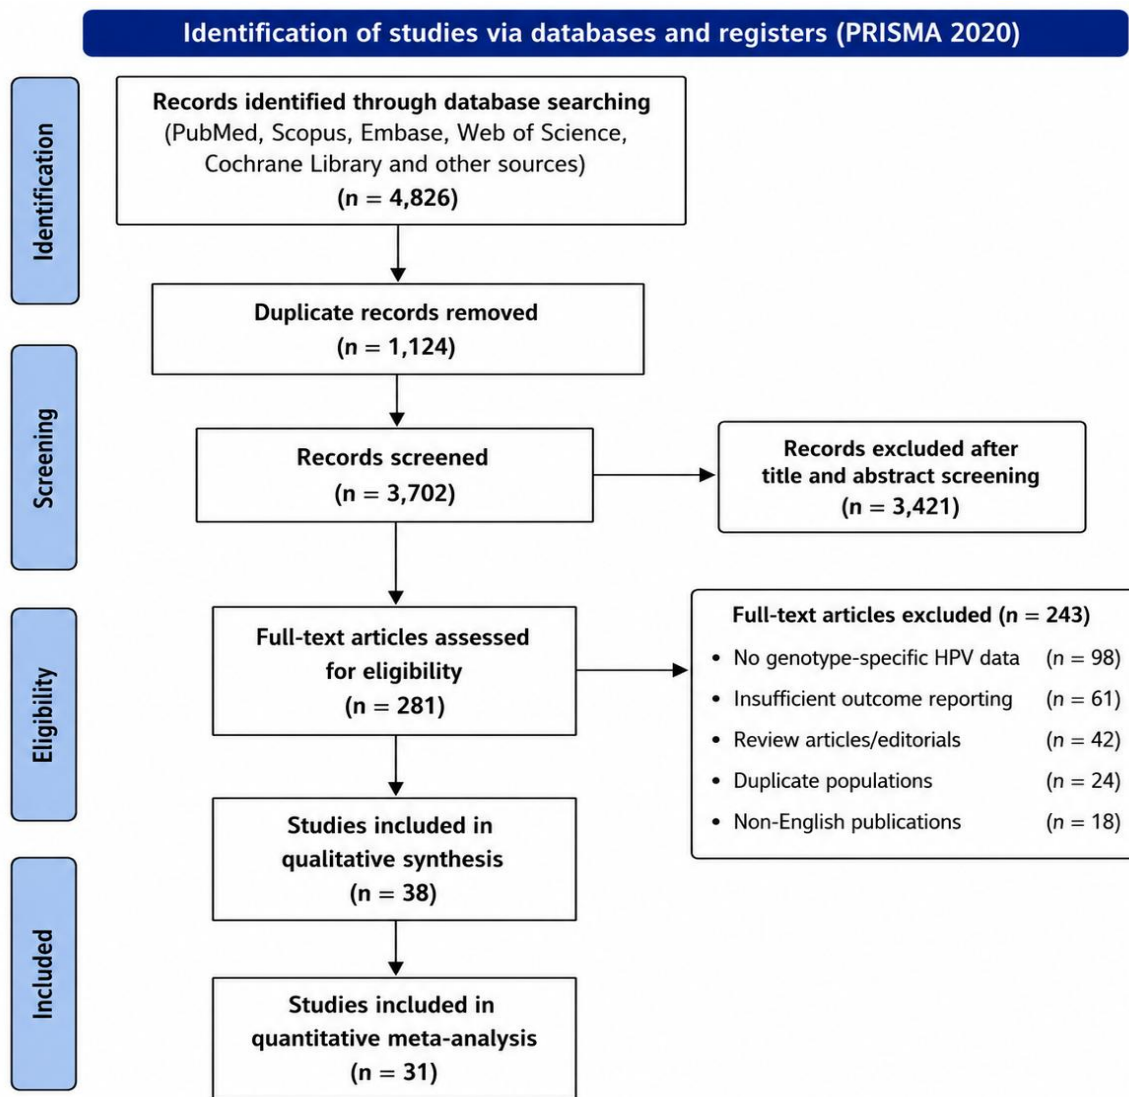 Identification of studies via databases and registers (PRISMA 2020)
Identification
Records identified through database searching
(PubMed, Scopus, Embase, Web of Science,
Cochrane Library and other sources)
(n = 4,826)
Duplicate records removed
(n = 1,124)
Screening
Records screened
(n = 3,702)
Records excluded after
title and abstract screening
(n = 3,421)
Eligibility
Full-text articles assessed
for eligibility
(n = 281)
Full-text articles excluded (n = 243)
• No genotype-specific HPV data (n = 98)
• Insufficient outcome reporting (n = 61)
• Review articles/editorials (n = 42)
• Duplicate populations (n = 24)
• Non-English publications (n = 18)
Studies included in
qualitative synthesis
(n = 38)
Included
Studies included in
quantitative meta-analysis
(n = 31)